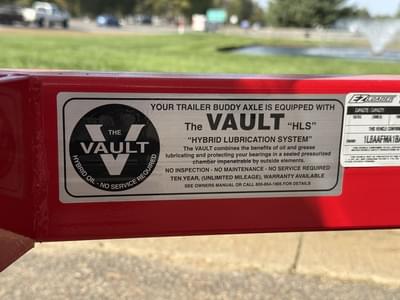 THE
VAULT
HYBRID OIL - NO SERVICE REQUIRED
YOUR TRAILER BUDDY AXLE IS EQUIPPED WITH
The VAULT "HLS"
"HYBRID LUBRICATION SYSTEM"
The VAULT combines the benefits of oil and grease
lubricating and protecting your bearings in a sealed pressurized
chamber impenetrable by outside elements.
NO INSPECTION - NO MAINTENANCE - NO SERVICE REQUIRED
TEN YEAR, (UNLIMITED MILEAGE), WARRANTY AVAILABLE
SEE OWNERS MANUAL OR CALL FOR DETAILS
EZ LOADER